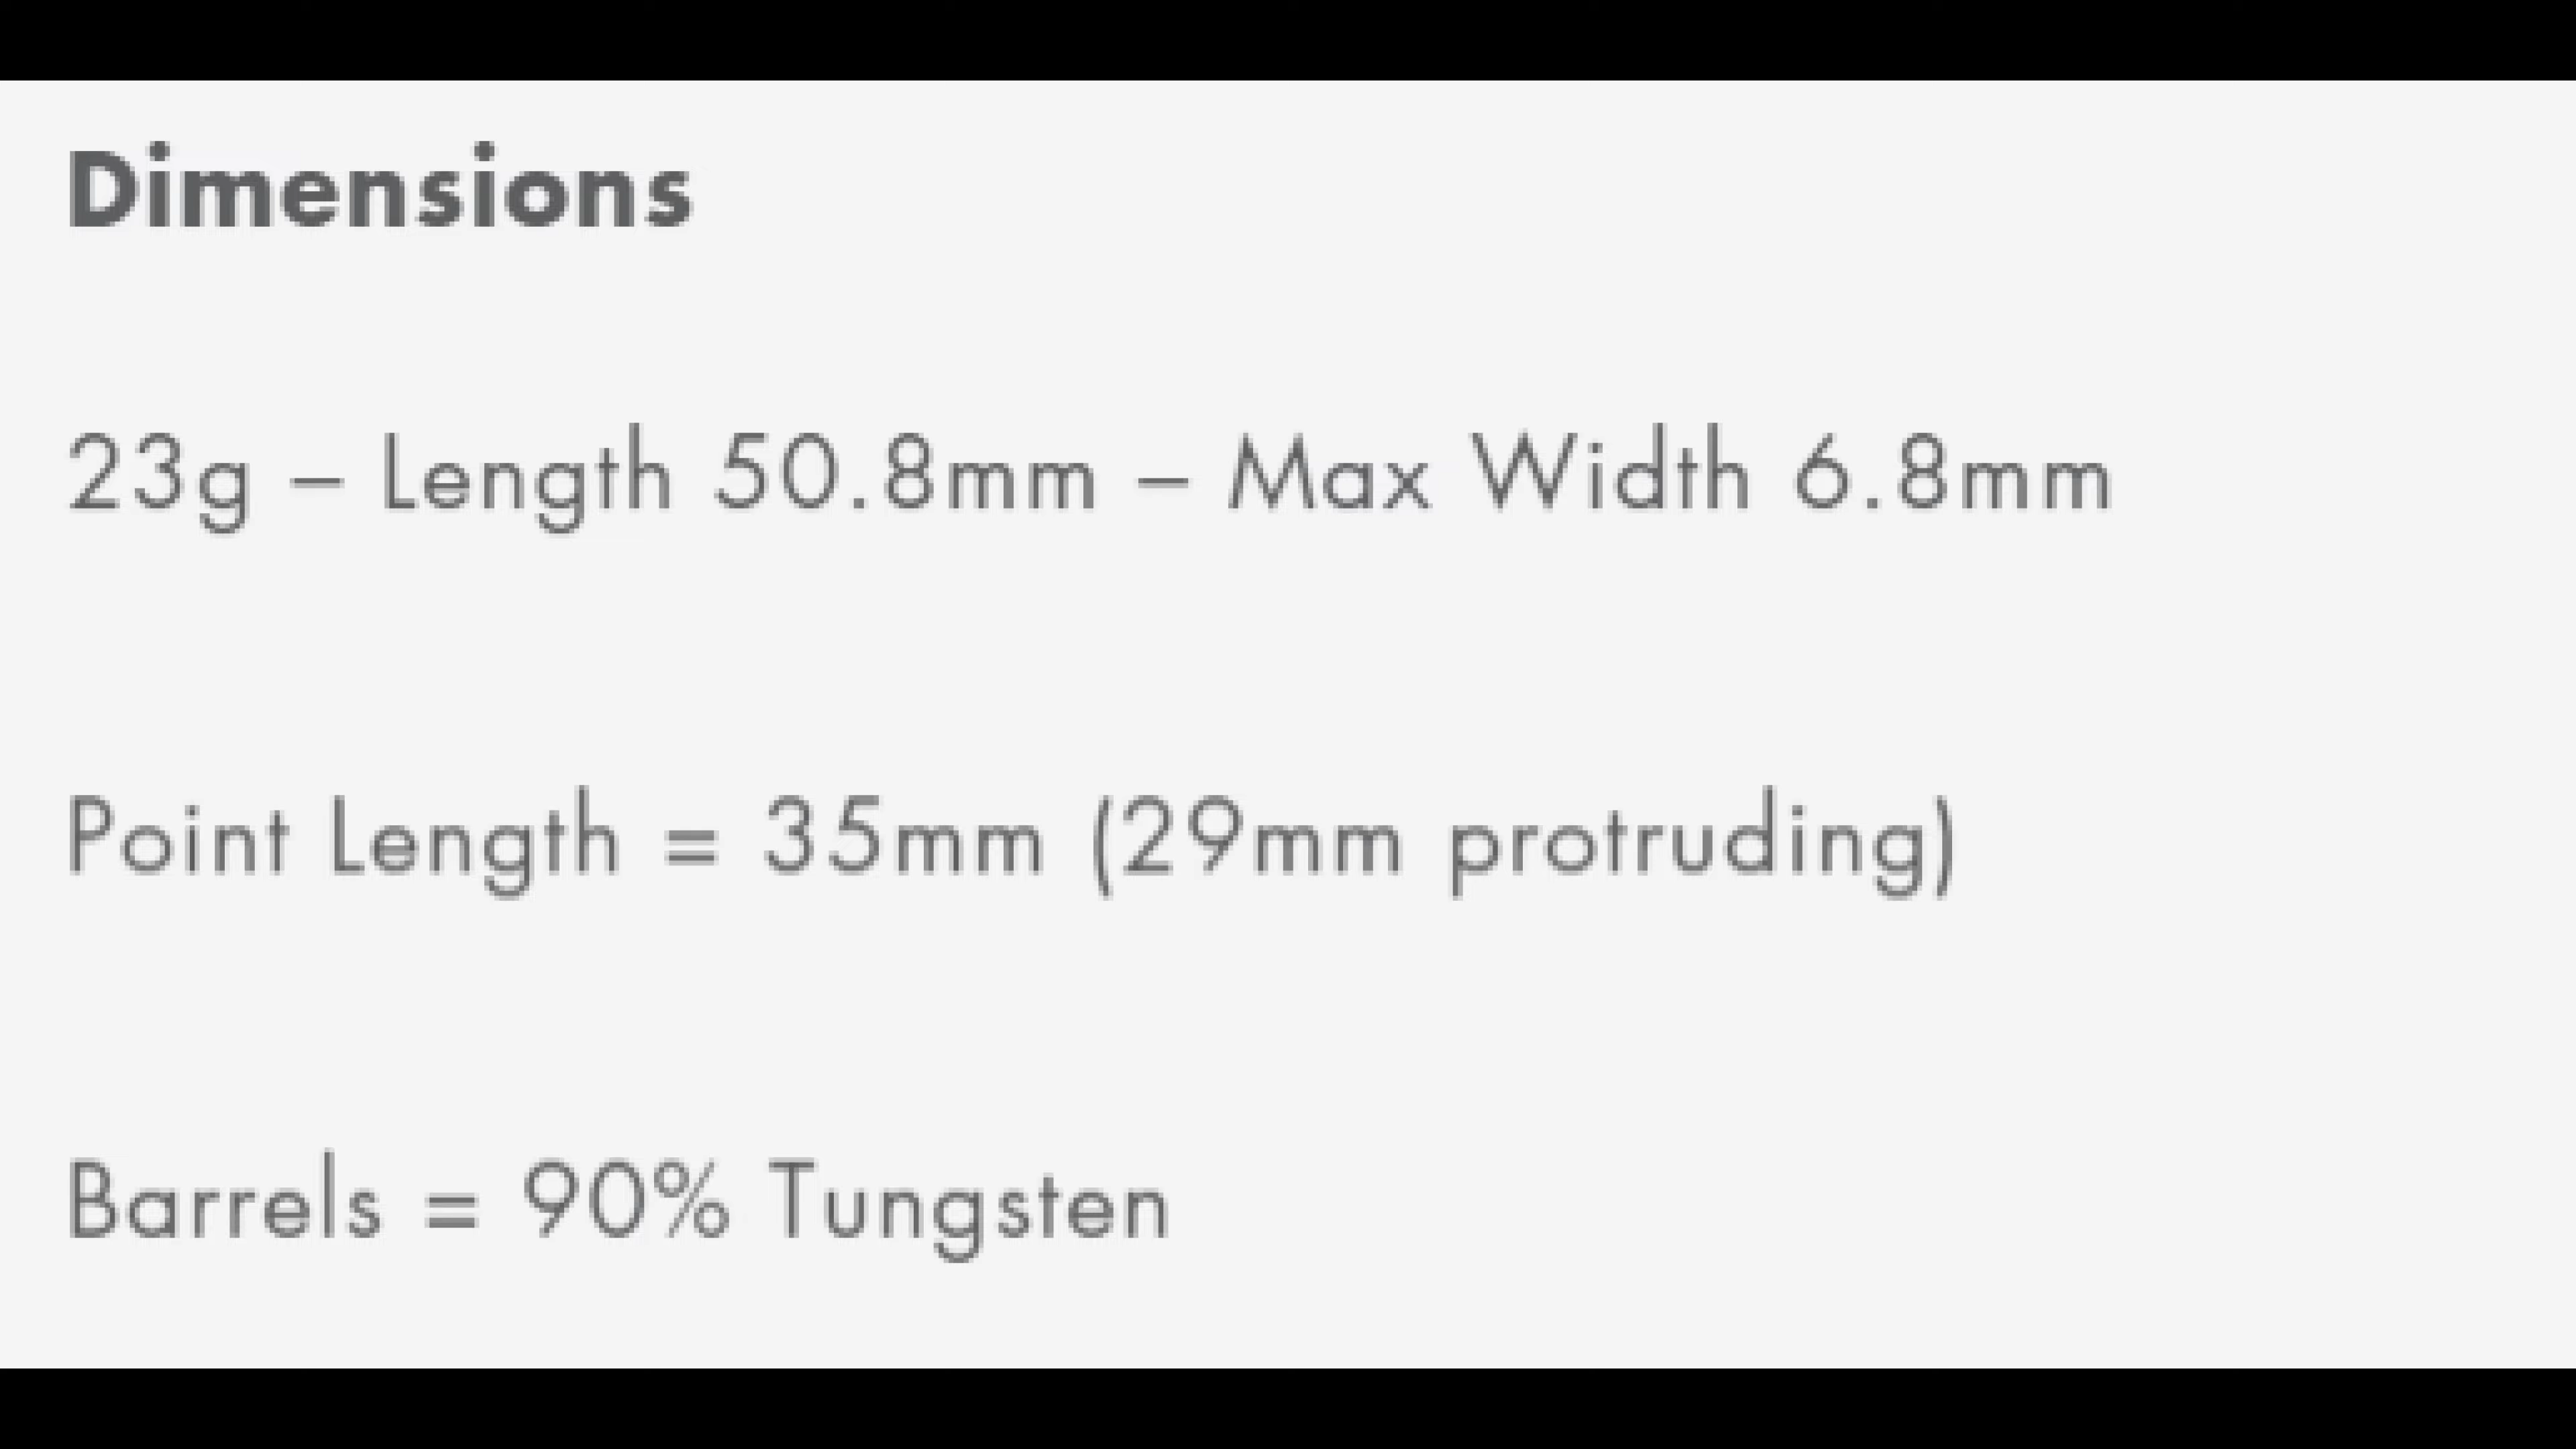 Dimensions
23g – Length 50.8mm – Max Width 6.8mm
Point Length = 35mm (29mm protruding)
Barrels = 90% Tungsten